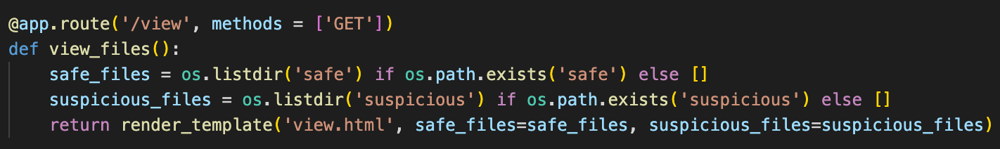 @app.route('/view', methods = ['GET'])
def view_files():
    safe_files = os.listdir('safe') if os.path.exists('safe') else []
    suspicious_files = os.listdir('suspicious') if os.path.exists('suspicious') else []
    return render_template('view.html', safe_files=safe_files, suspicious_files=suspicious_files)